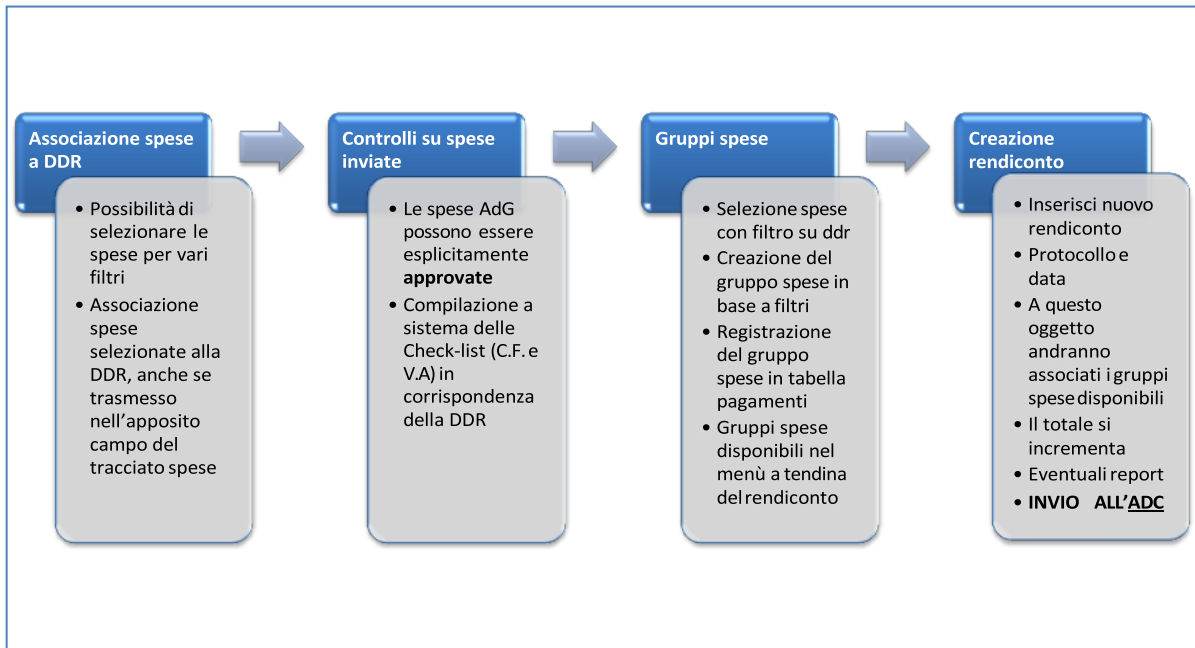 Associazione spese
a DDR
• Possibilità di
selezionare le
spese per vari
filtri
• Associazione
spese
selezionate alla
DDR, anche se
trasmesso
nell’apposito
campo del
tracciato spese
Controlli su spese
inviate
• Le spese AdG
possono essere
esplicitamente
approvate
• Compilazione a
sistema delle
Check-list (C.F. e
V.A) in
corrispondenza
della DDR
Gruppi spese
• Selezione spese
con filtro su ddr
• Creazione del
gruppo spese in
base a filtri
• Registrazione
del gruppo
spese in tabella
pagamenti
• Gruppi spese
disponibili nel
menù a tendina
del rendiconto
Creazione
rendiconto
• Inserisci nuovo
rendiconto
• Protocollo e
data
• A questo
oggetto
andranno
associati i gruppi
spese disponibili
• Il totale si
incrementa
• Eventuali report
• INVIO ALL’ADC